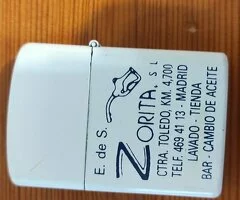 E. de S.
ZORITA, S L
CTRA. TOLEDO, KM. 4,700
TELF. 469 41 13 - MADRID
LAVADO - TIENDA
BAR - CAMBIO DE ACEITE